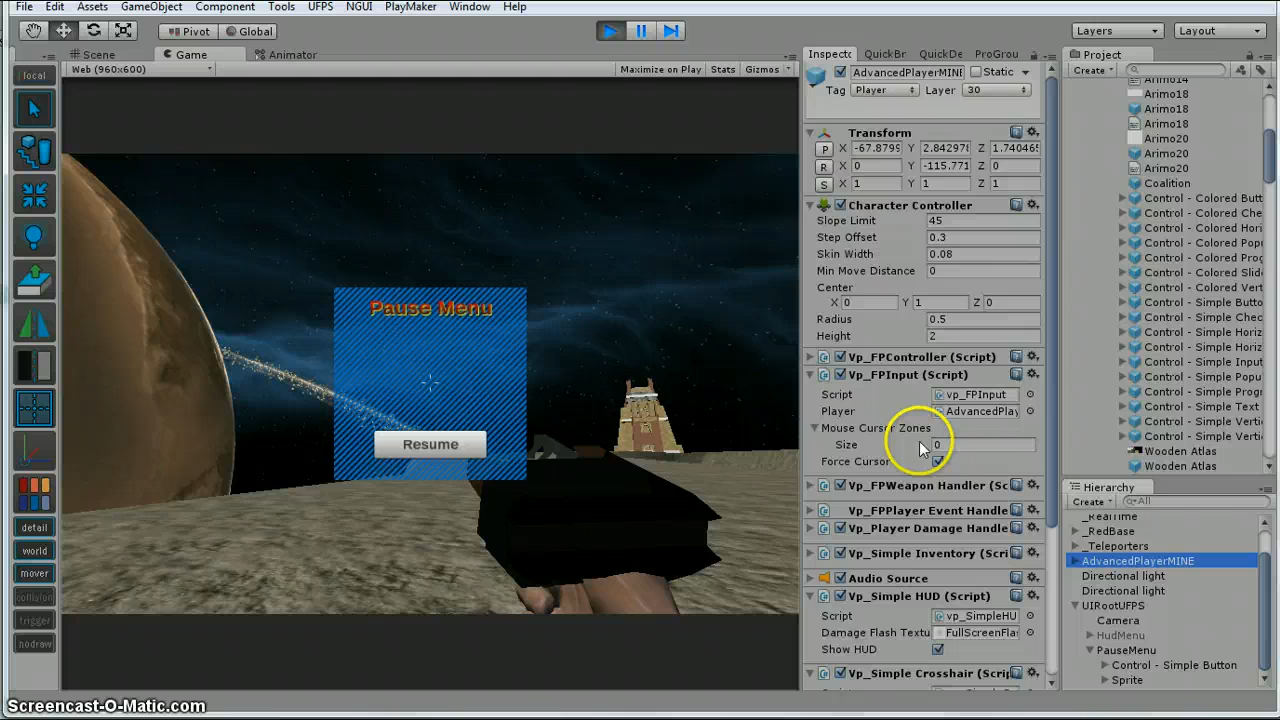 File Edit Assets GameObject Component Tools UFPS NGUI PlayMaker Window Help
Pivot Global Layers Layout
Scene Game Animator Inspecto QuickBr QuickDe ProGrou Project
Web (960x600) Maximize on Play Stats Gizmos
Create
local
AdvancedPlayerMINE Static
Tag Player Layer 30
Transform
P X -67.8799 Y 2.84297 Z 1.74046
R X 0 Y -115.771 Z 0
S X 1 Y 1 Z 1
Character Controller
Slope Limit 45
Step Offset 0.3
Skin Width 0.08
Min Move Distance 0
Center
X 0 Y 1 Z 0
Radius 0.5
Height 2
Vp_FPController (Script)
Vp_FPInput (Script)
Script vp_FPInput
Player AdvancedPlay
Mouse Cursor Zones
Size 0
Force Cursor
Vp_FPWeapon Handler (Sc
Vp_FPPlayer Event Handle
Vp_Player Damage Handle
Vp_Simple Inventory (Scri
Audio Source
Vp_Simple HUD (Script)
Script vp_SimpleHU
Damage Flash Textu FullScreenFla
Show HUD
Vp_Simple Crosshair (Scrip
Pause Menu
Resume
detail
world
mover
collision
trigger
nodraw
Arimo14
Arimo18
Arimo18
Arimo18
Arimo20
Arimo20
Arimo20
Coalition
Control - Colored Butt
Control - Colored Che
Control - Colored Hori
Control - Colored Pop
Control - Colored Prog
Control - Colored Slid
Control - Colored Vert
Control - Simple Butto
Control - Simple Chec
Control - Simple Horiz
Control - Simple Horiz
Control - Simple Input
Control - Simple Popu
Control - Simple Prog
Control - Simple Text
Control - Simple Verti
Control - Simple Verti
Wooden Atlas
Wooden Atlas
Hierarchy
Create All
_RealTime
_RedBase
_Teleporters
AdvancedPlayerMINE
Directional light
Directional light
UIRootUFPS
Camera
HudMenu
PauseMenu
Control - Simple Button
Sprite
Screencast-O-Matic.com